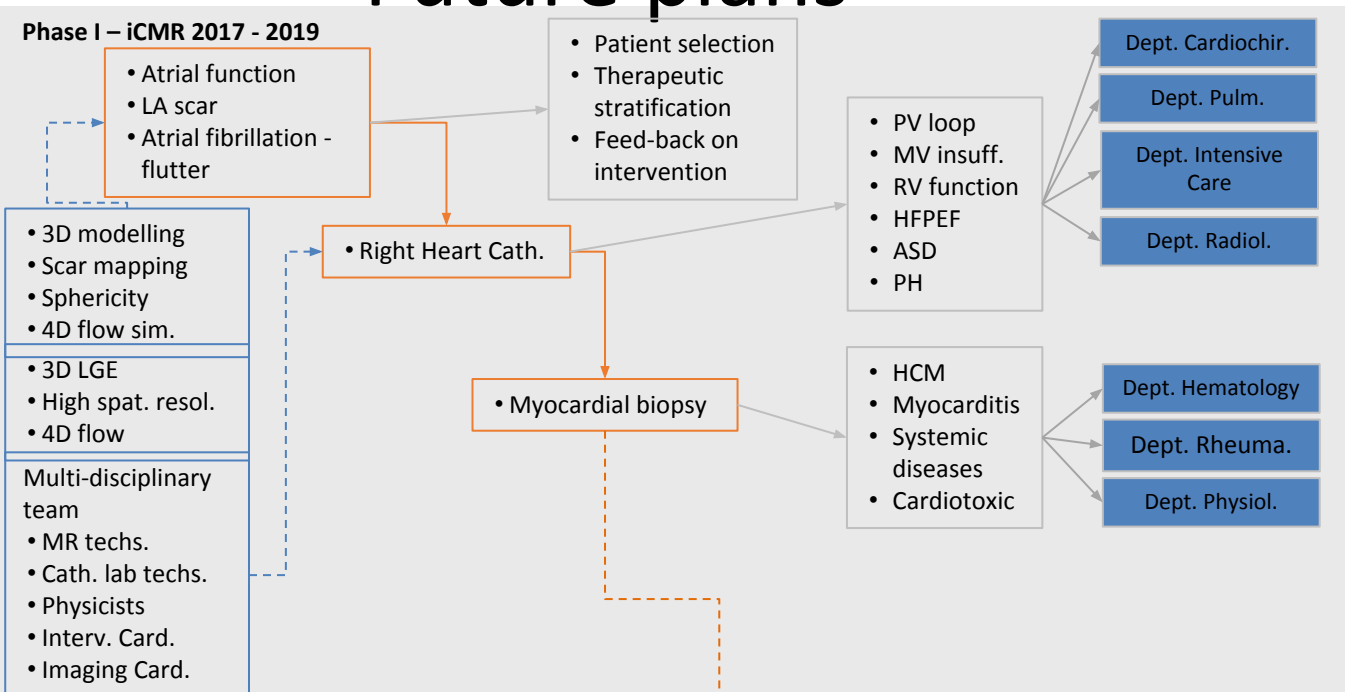 Future plans
Phase I – iCMR 2017 - 2019
• Atrial function
• LA scar
• Atrial fibrillation -
flutter
• Patient selection
• Therapeutic
stratification
• Feed-back on
intervention
• PV loop
• MV insuff.
• RV function
• HFPEF
• ASD
• PH
Dept. Cardiochir.
Dept. Pulm.
Dept. Intensive
Care
Dept. Radiol.
• 3D modelling
• Scar mapping
• Sphericity
• 4D flow sim.
• Right Heart Cath.
• 3D LGE
• High spat. resol.
• 4D flow
• Myocardial biopsy
• HCM
• Myocarditis
• Systemic
diseases
• Cardiotoxic
Dept. Hematology
Dept. Rheuma.
Dept. Physiol.
Multi-disciplinary
team
• MR techs.
• Cath. lab techs.
• Physicists
• Interv. Card.
• Imaging Card.